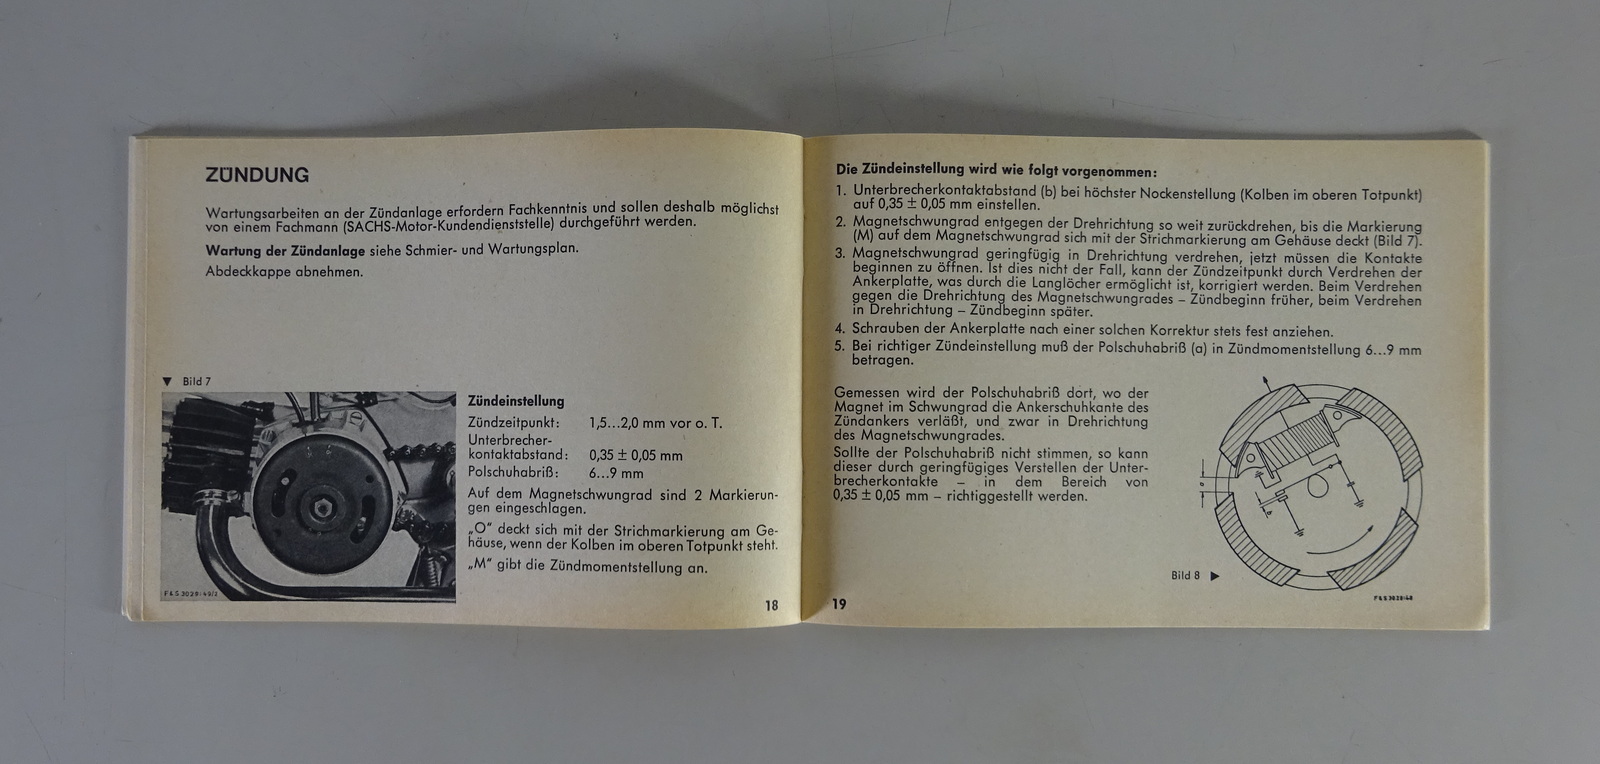 ZÜNDUNG
Wartungsarbeiten an der Zündanlage erfordern Fachkenntnis und sollen deshalb möglichst
von einem Fachmann (SACHS-Motor-Kundendienststelle) durchgeführt werden.
Wartung der Zündanlage siehe Schmier- und Wartungsplan.
Abdeckkappe abnehmen.
▼ Bild 7
F&S 3029/49/2
Zündeinstellung
Zündzeitpunkt: 1,5...2,0 mm vor o. T.
Unterbrecher-
kontaktabstand: 0,35 ± 0,05 mm
Polschuhabriß: 6...9 mm
Auf dem Magnetschwungrad sind 2 Markierun-
gen eingeschlagen.
„O“ deckt sich mit der Strichmarkierung am Ge-
häuse, wenn der Kolben im oberen Totpunkt steht.
„M“ gibt die Zündmomentstellung an.
18
Die Zündeinstellung wird wie folgt vorgenommen:
1. Unterbrecherkontaktabstand (b) bei höchster Nockenstellung (Kolben im oberen Totpunkt)
auf 0,35 ± 0,05 mm einstellen.
2. Magnetschwungrad entgegen der Drehrichtung so weit zurückdrehen, bis die Markierung
(M) auf dem Magnetschwungrad sich mit der Strichmarkierung am Gehäuse deckt (Bild 7).
3. Magnetschwungrad geringfügig in Drehrichtung verdrehen, jetzt müssen die Kontakte
beginnen zu öffnen. Ist dies nicht der Fall, kann der Zündzeitpunkt durch Verdrehen der
Ankerplatte, was durch die Langlöcher ermöglicht ist, korrigiert werden. Beim Verdrehen
gegen die Drehrichtung des Magnetschwungrades – Zündbeginn früher, beim Verdrehen
in Drehrichtung – Zündbeginn später.
4. Schrauben der Ankerplatte nach einer solchen Korrektur stets fest anziehen.
5. Bei richtiger Zündeinstellung muß der Polschuhabriß (a) in Zündmomentstellung 6...9 mm
betragen.
Gemessen wird der Polschuhabriß dort, wo der
Magnet im Schwungrad die Ankerschuhkante des
Zündankers verläßt, und zwar in Drehrichtung
des Magnetschwungrades.
Sollte der Polschuhabriß nicht stimmen, so kann
dieser durch geringfügiges Verstellen der Unter-
brecherkontakte – in dem Bereich von
0,35 ± 0,05 mm – richtiggestellt werden.
a
b
Bild 8 ▶
19